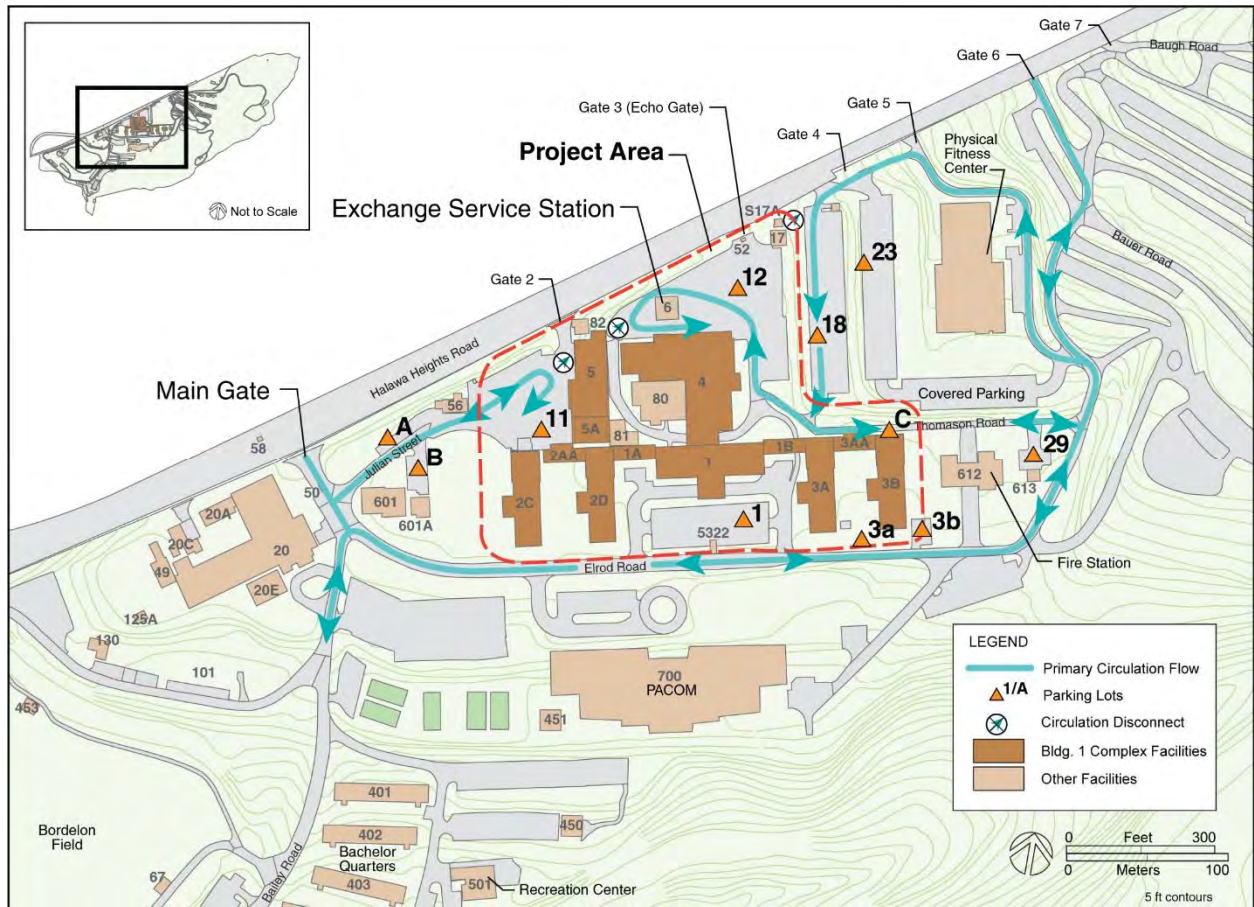 Not to Scale
Gate 7
Baugh Road
Gate 6
Gate 3 (Echo Gate)
Gate 5
Gate 4
Physical
Fitness
Center
Project Area
Exchange Service Station
S17A
17
52
Bauer Road
23
12
Gate 2
6
18
82
Halawa Heights Road
Main Gate
5
4
80
Covered Parking
56
11
A
C
Thomason Road
58
5A
81
Julian Street
B
2AA
1A
1
1B
3AA
29
50
601
601A
2C
2D
3A
3B
612
613
20A
20C
20
49
20E
1
5322
3a
3b
Elrod Road
Fire Station
125A
130
101
700
PACOM
453
451
LEGEND
Primary Circulation Flow
1/A Parking Lots
Circulation Disconnect
Bldg. 1 Complex Facilities
Other Facilities
401
Bordelon
Field
402
450
Bachelor
Quarters
Bailey Road
403
67
501
Recreation Center
0 Feet 300
0 Meters 100
5 ft contours